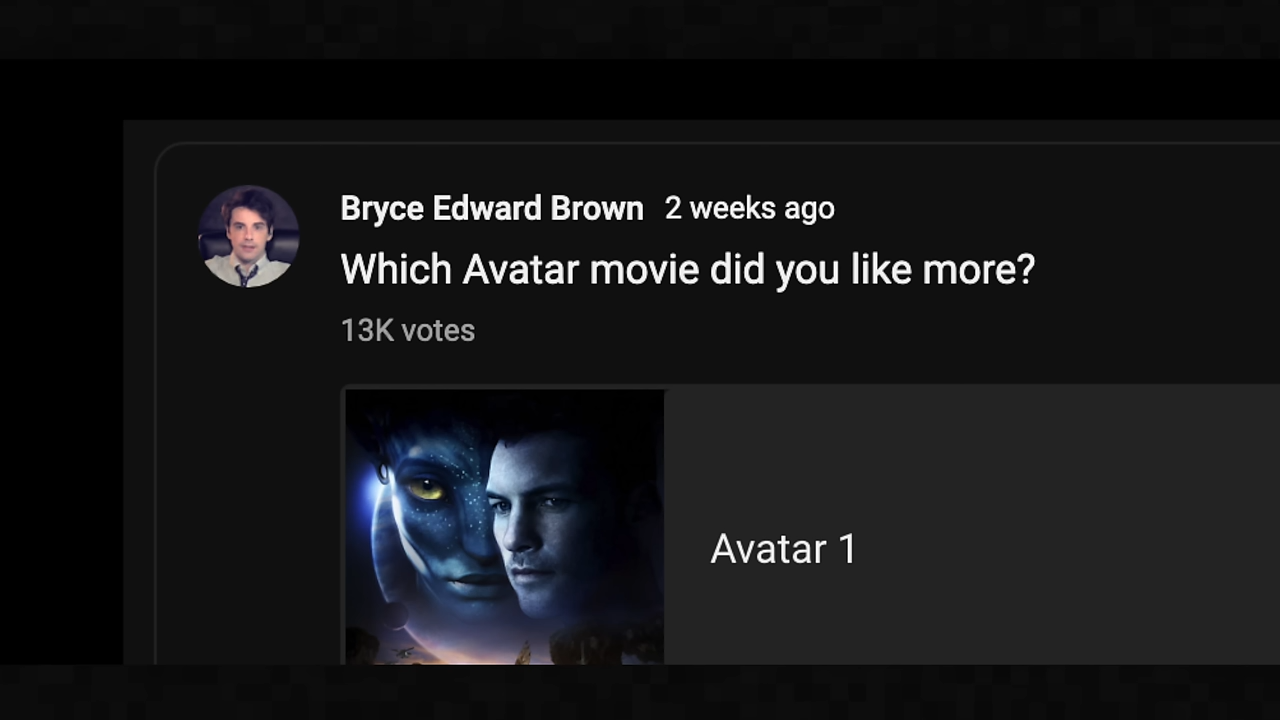 Bryce Edward Brown 2 weeks ago
Which Avatar movie did you like more?
13K votes
Avatar 1